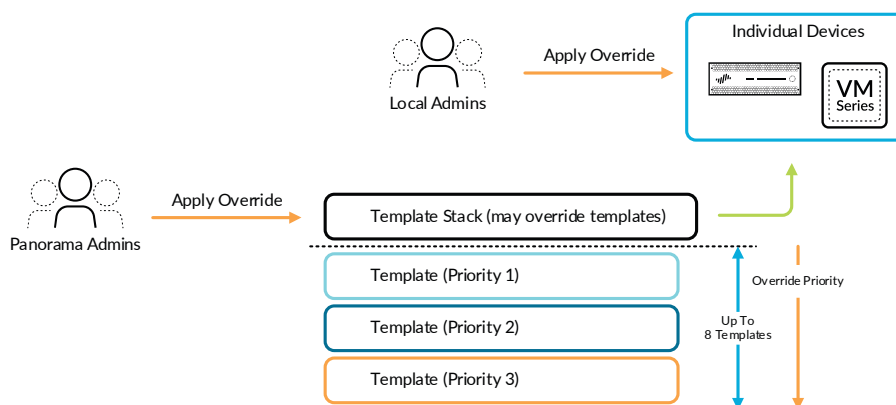 Individual Devices
Apply Override
VM
Series
Local Admins
Apply Override
Template Stack (may override templates)
Panorama Admins
Template (Priority 1)
Override Priority
Template (Priority 2)
Up To
8 Templates
Template (Priority 3)